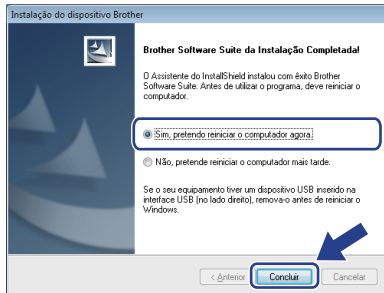 Instalação do dispositivo Brother
Brother Software Suite da Instalação Completada!
O Assistente do InstallShield instalou com êxito Brother
Software Suite. Antes de utilizar o programa, deve reiniciar o
computador.
Sim, pretendo reiniciar o computador agora.
Não, pretende reiniciar o computador mais tarde.
Se o seu equipamento tiver um dispositivo USB inserido na
interface USB (no lado direito), remova-o antes de reiniciar o
Windows.
< Anterior
Concluir
Cancelar